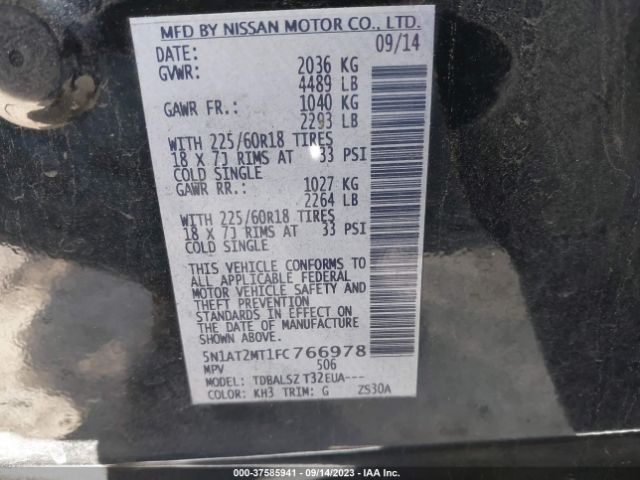 MFD BY NISSAN MOTOR CO., LTD.
DATE: 09/14
GVWR: 2036 KG
4489 LB
GAWR FR.: 1040 KG
2293 LB
WITH 225/60R18 TIRES
18 X 7J RIMS AT 33 PSI
COLD SINGLE
GAWR RR.: 1027 KG
2264 LB
WITH 225/60R18 TIRES
18 X 7J RIMS AT 33 PSI
COLD SINGLE
THIS VEHICLE CONFORMS TO
ALL APPLICABLE FEDERAL
MOTOR VEHICLE SAFETY AND
THEFT PREVENTION
STANDARDS IN EFFECT ON
THE DATE OF MANUFACTURE
SHOWN ABOVE.
5N1AT2MT1FC766978
MPV 506
MODEL: TDBALSZ T32EUA---
COLOR: KH3 TRIM: G ZS30A
000-37585941 - 09/14/2023 - IAA Inc.